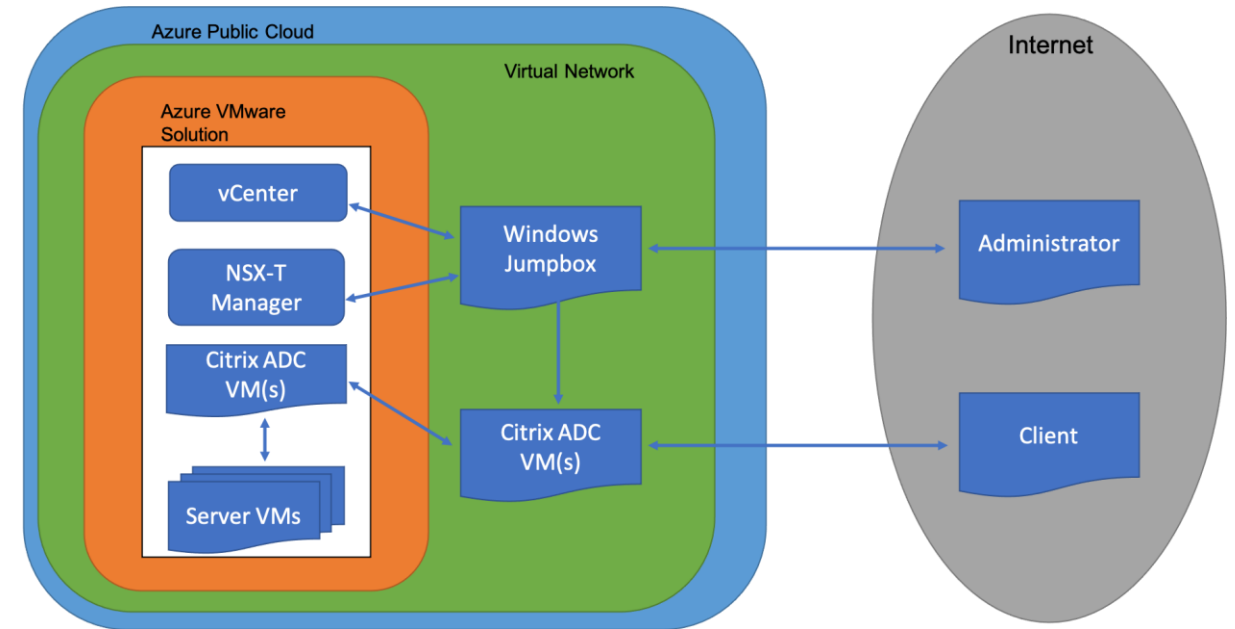 Azure Public Cloud
Virtual Network
Azure VMware
Solution
vCenter
NSX-T
Manager
Citrix ADC
VM(s)
Server VMs
Windows
Jumpbox
Citrix ADC
VM(s)
Internet
Administrator
Client